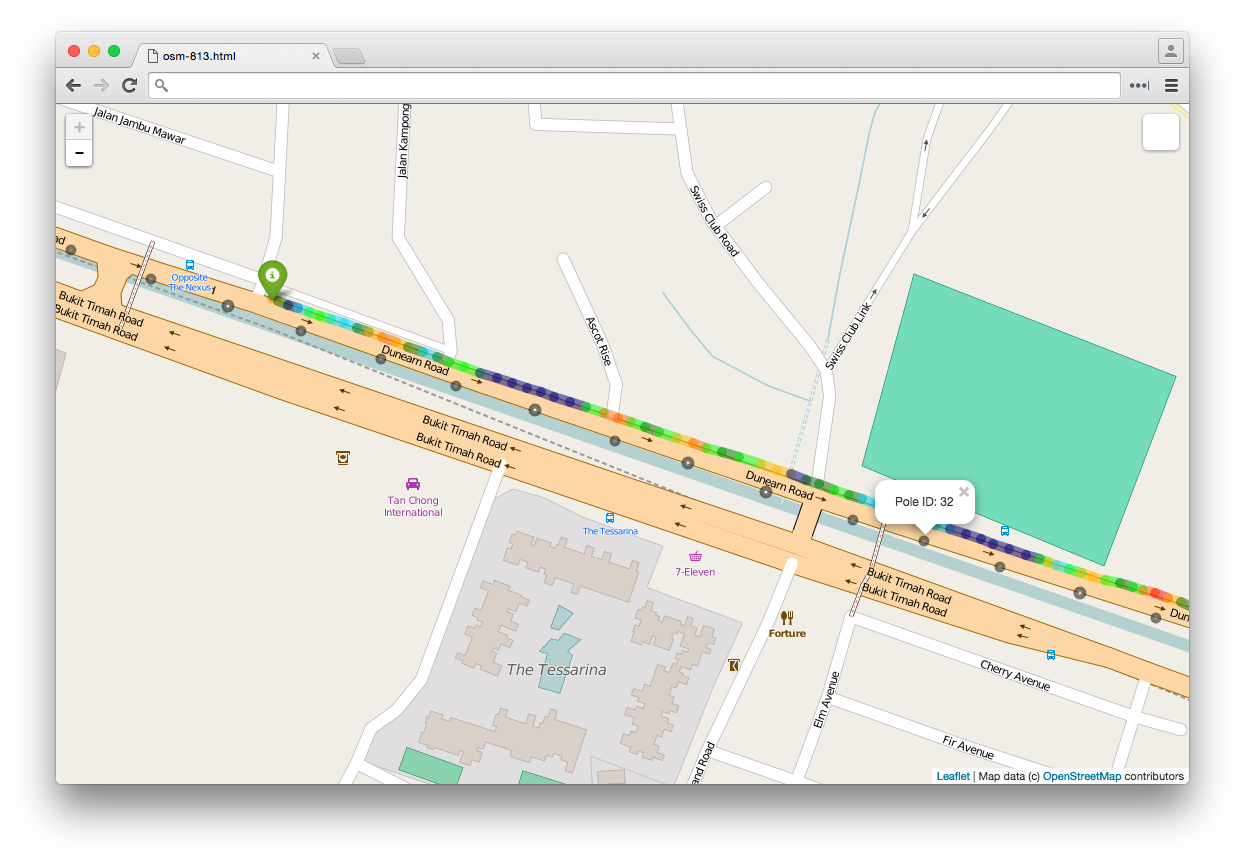 osm-813.html
+
−
Jalan Jambu Mawar
Jalan Kampong
Swiss Club Road
Swiss Club Link
Opposite
The Nexus
Ascot Rise
Bukit Timah Road
Bukit Timah Road
Dunearn Road
Bukit Timah Road
Bukit Timah Road
Dunearn Road
Pole ID: 32
Tan Chong
International
The Tessarina
7-Eleven
Bukit Timah Road
Bukit Timah Road
Forture
The Tessarina
Cherry Avenue
Elm Avenue
Fir Avenue
and Road
Leaflet | Map data (c) OpenStreetMap contributors